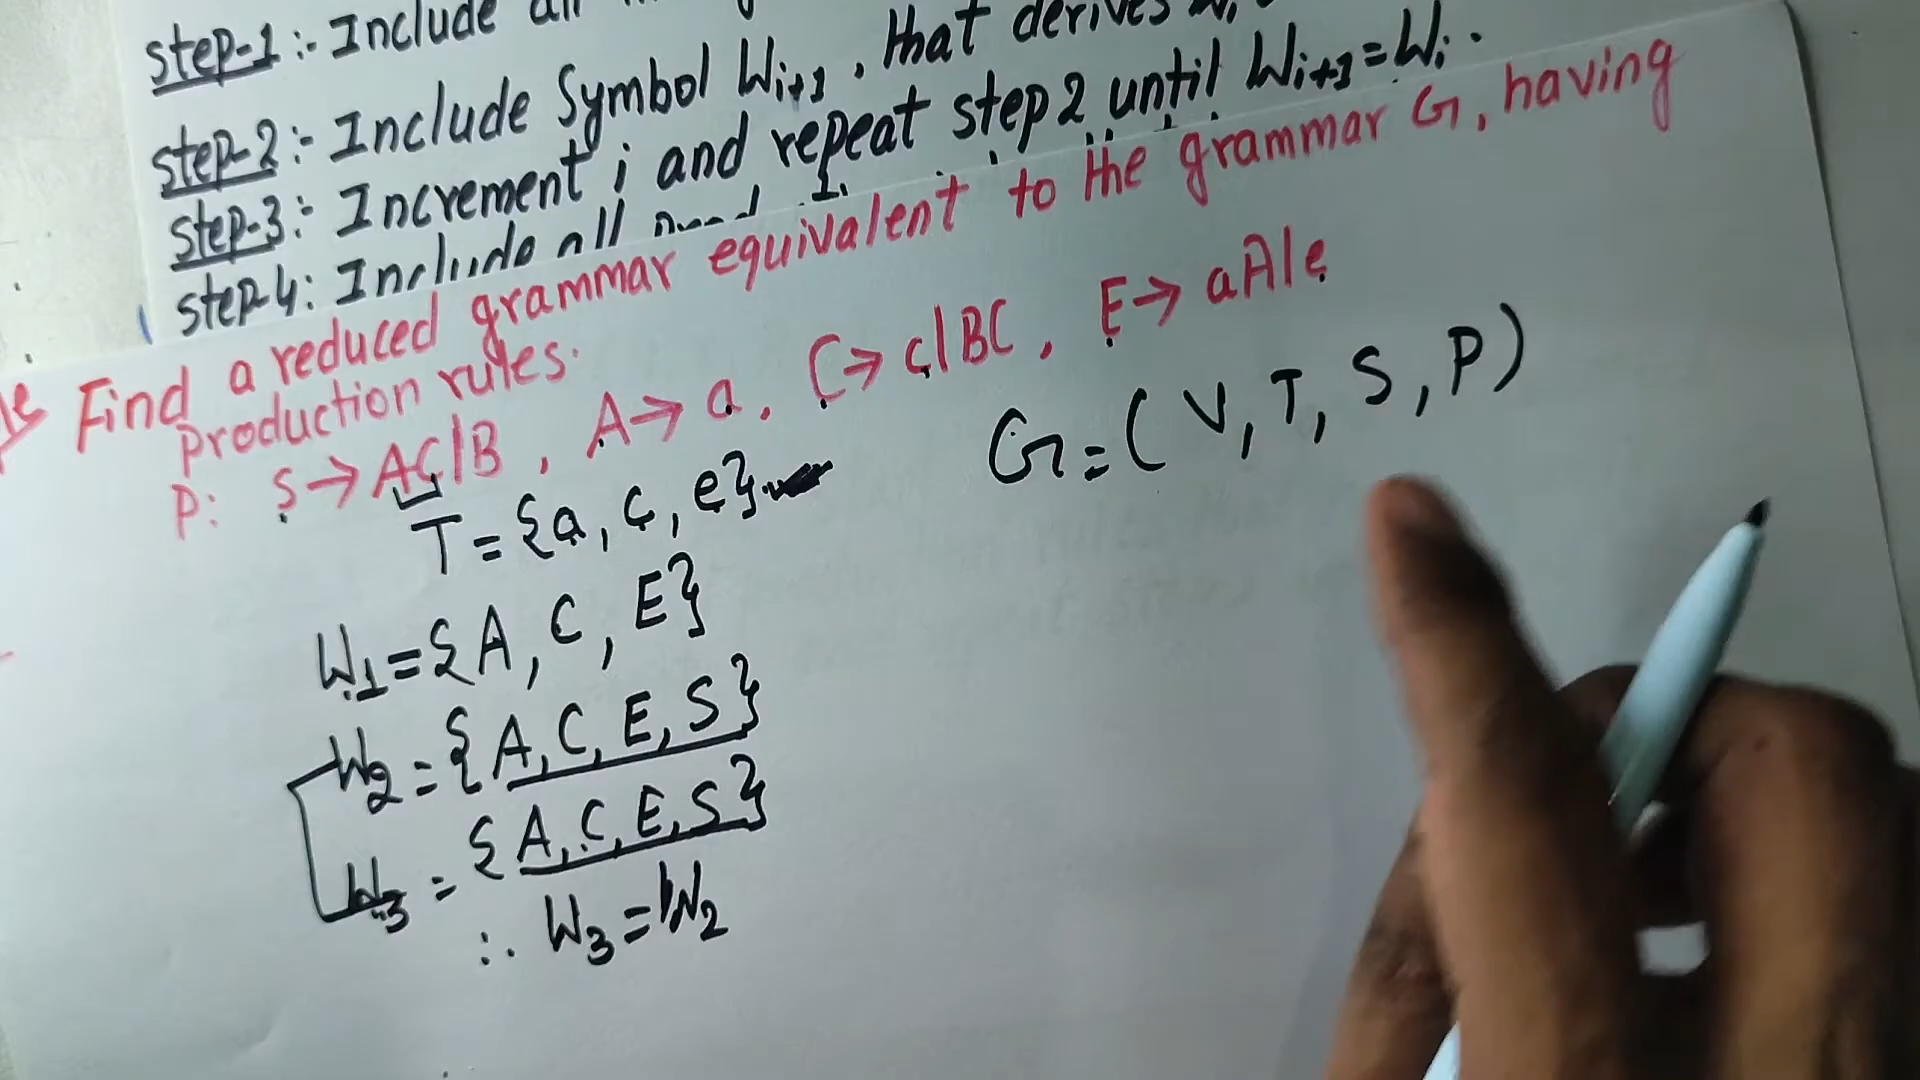 step-1:- Include all
step-2:- Include Symbol Wi+1, that derives
step-3:- Increment i and repeat step 2 until Wi+1=Wi.
step-4: Include all
Find a reduced grammar equivalent to the grammar G, having
production rules.
P: S→AC|B, A→a, C→c|BC, E→aA|e
T={a, c, e}
G=(V, T, S, P)
W1={A, C, E}
W2={A, C, E, S}
W3={A, C, E, S}
∴ W3=W2